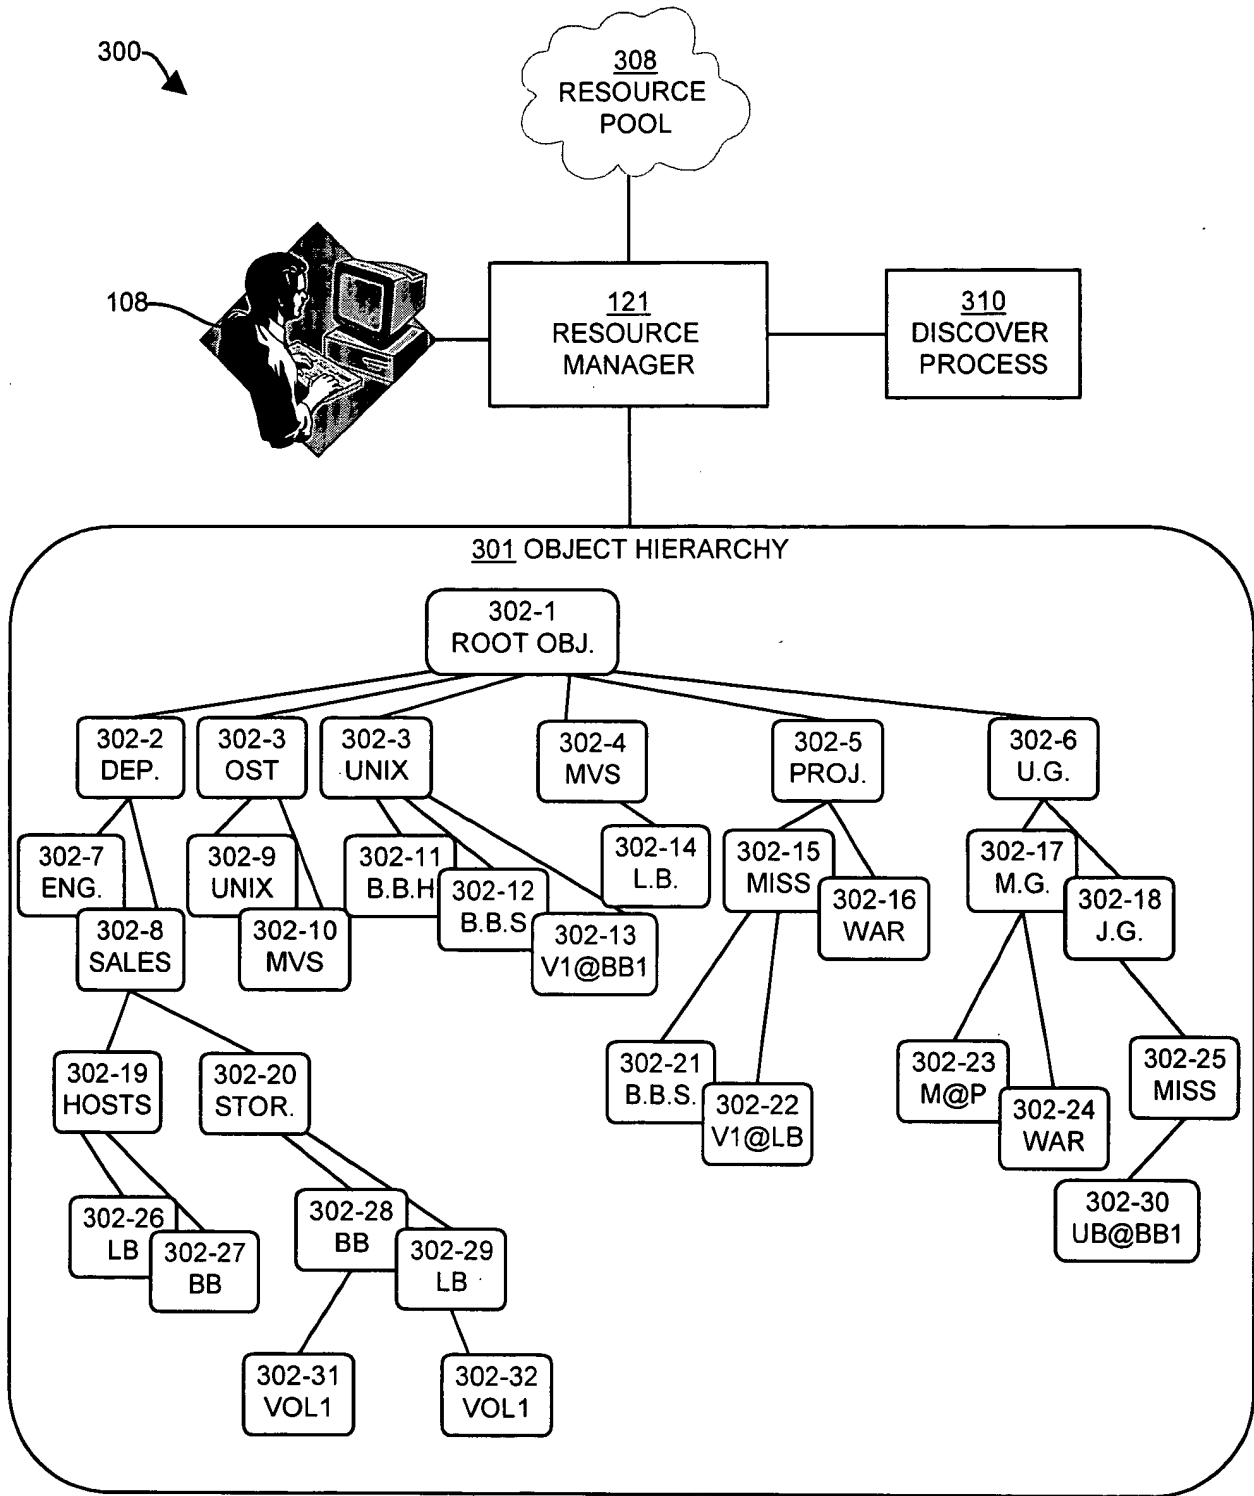 300
308
RESOURCE
POOL
108
121
RESOURCE
MANAGER
310
DISCOVER
PROCESS
301 OBJECT HIERARCHY
302-1
ROOT OBJ.
302-2
DEP.
302-3
OST
302-3
UNIX
302-4
MVS
302-5
PROJ.
302-6
U.G.
302-7
ENG.
302-8
SALES
302-9
UNIX
302-10
MVS
302-11
B.B.H
302-12
B.B.S
302-13
V1@BB1
302-14
L.B.
302-15
MISS
302-16
WAR
302-17
M.G.
302-18
J.G.
302-19
HOSTS
302-20
STOR.
302-21
B.B.S.
302-22
V1@LB
302-23
M@P
302-24
WAR
302-25
MISS
302-26
LB
302-27
BB
302-28
BB
302-29
LB
302-30
UB@BB1
302-31
VOL1
302-32
VOL1